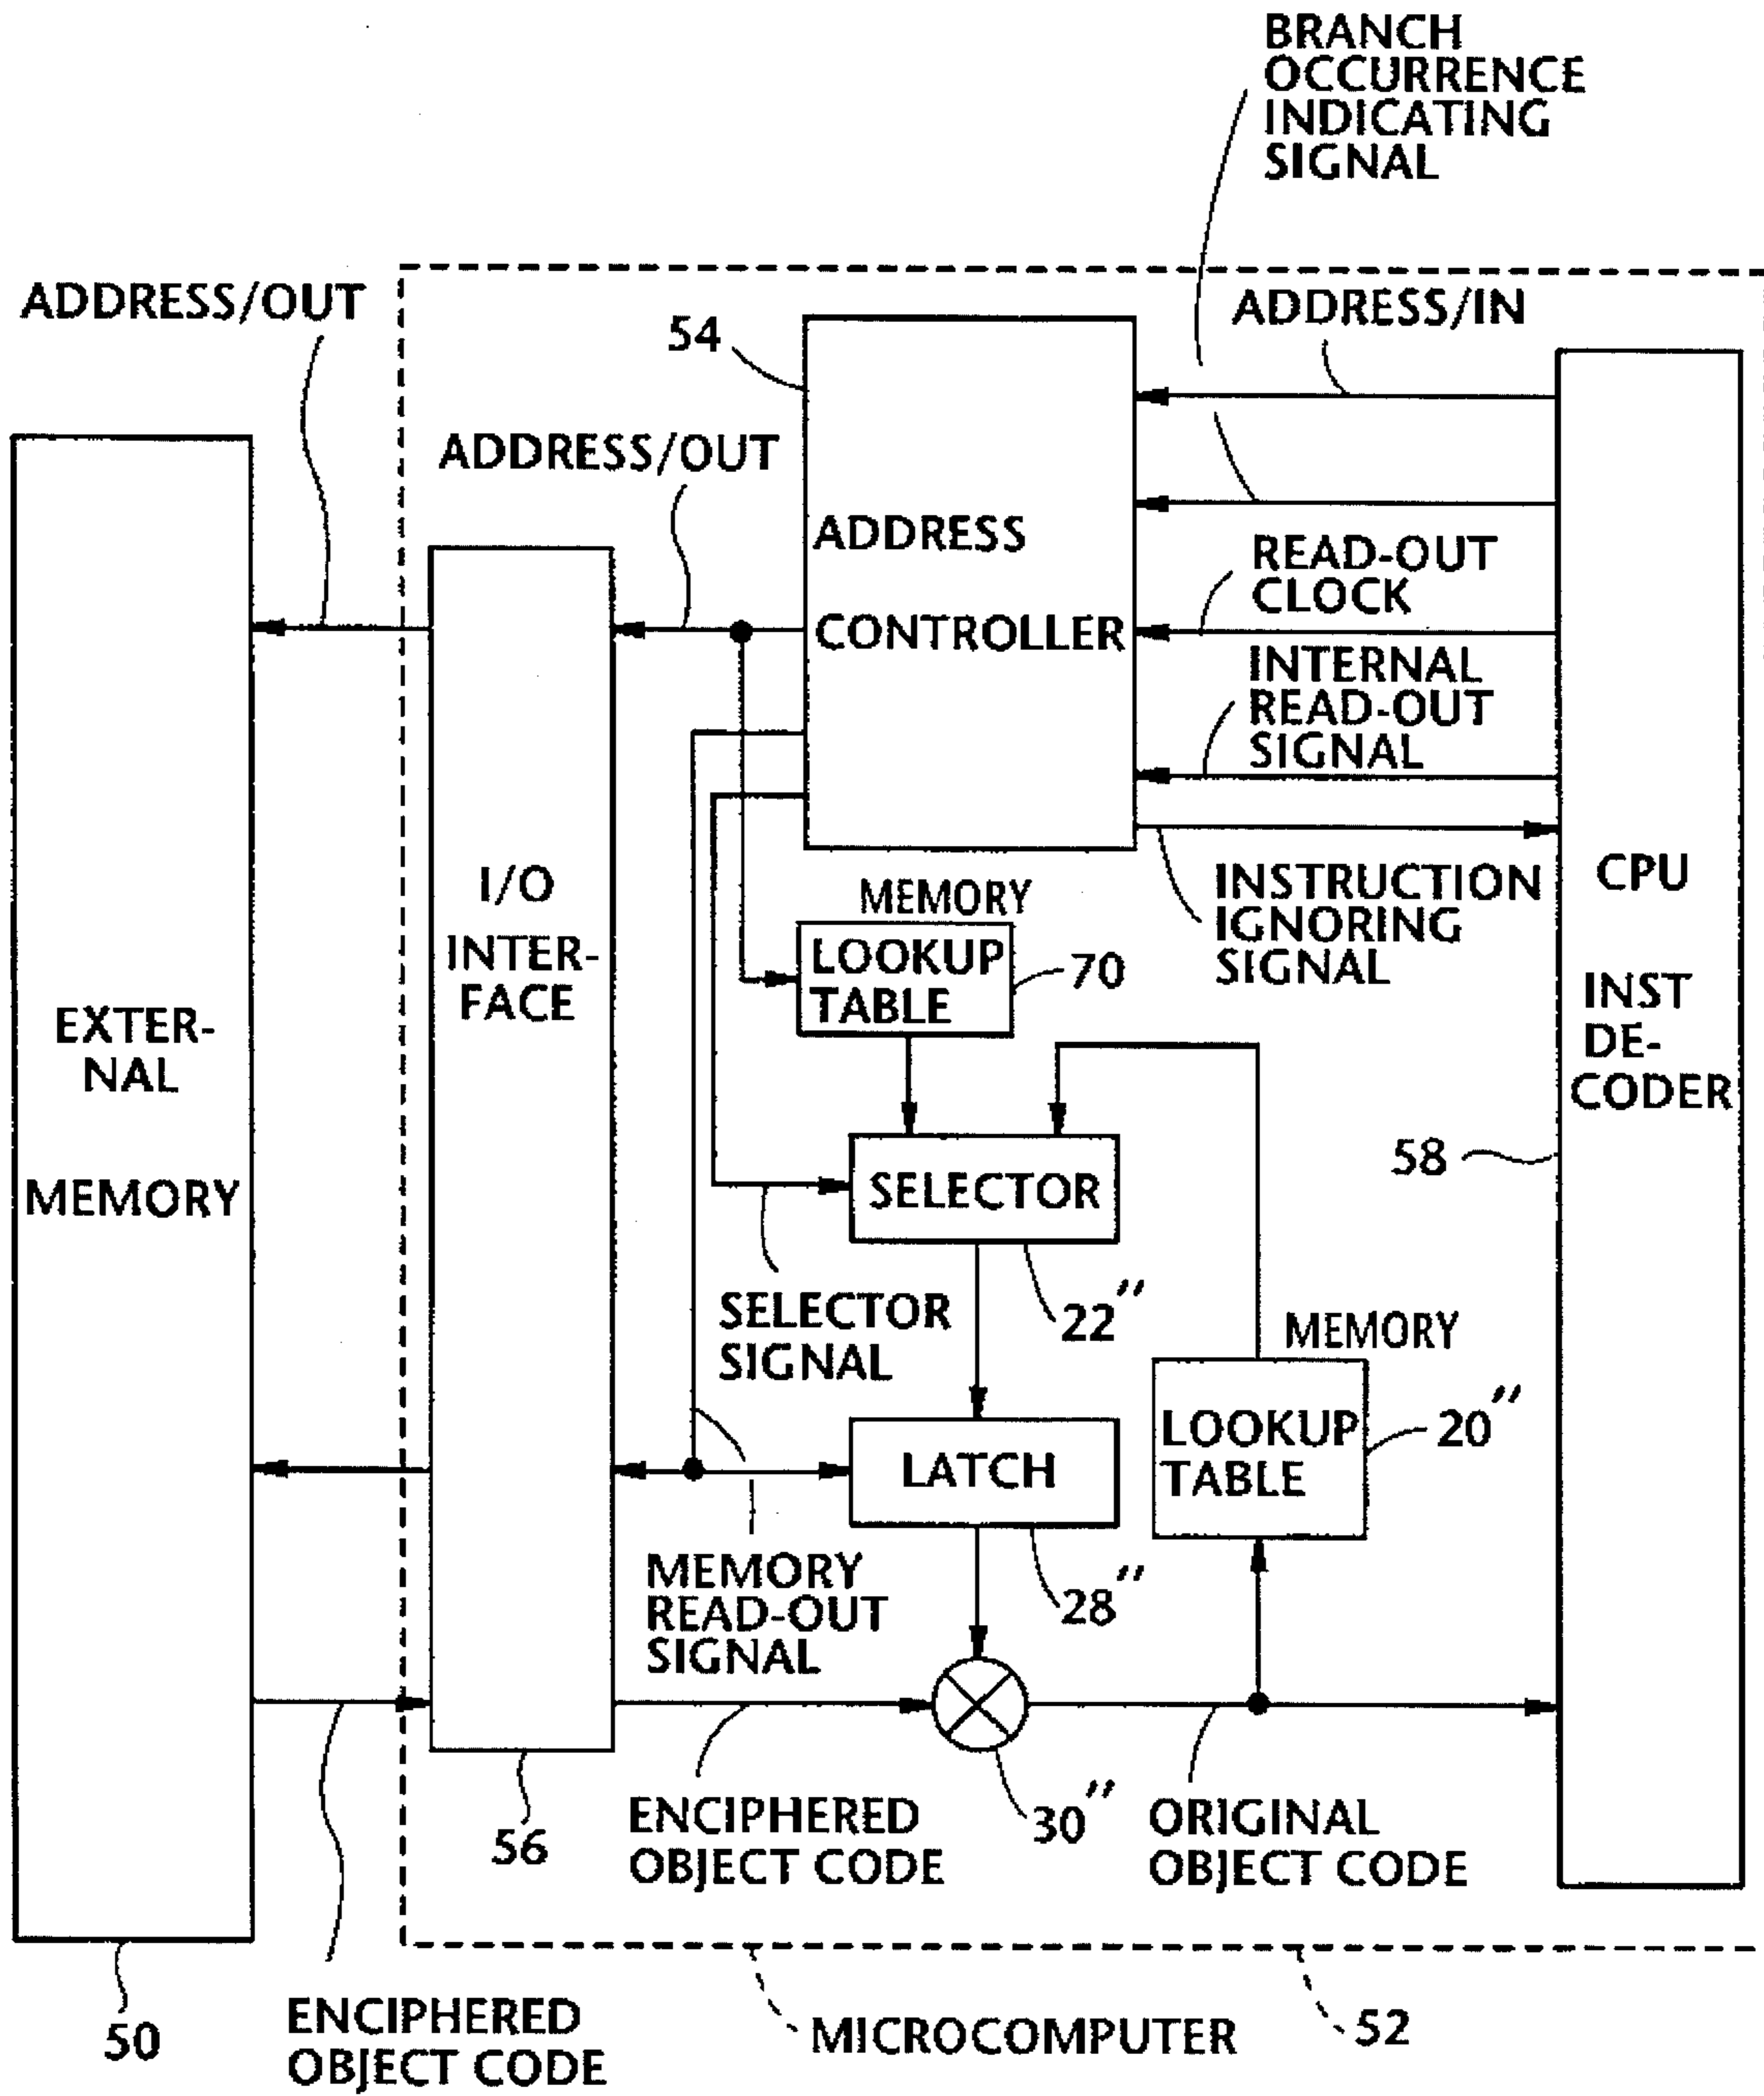 BRANCH
OCCURRENCE
INDICATING
SIGNAL
ADDRESS/OUT
ADDRESS/IN
54
ADDRESS/OUT
ADDRESS
CONTROLLER
READ-OUT
CLOCK
INTERNAL
READ-OUT
SIGNAL
I/O
INTER-
FACE
MEMORY
LOOKUP
TABLE
70
INSTRUCTION
IGNORING
SIGNAL
CPU
INST
DE-
CODER
EXTER-
NAL
MEMORY
58
SELECTOR
22"
SELECTOR
SIGNAL
MEMORY
LOOKUP
TABLE
20"
LATCH
28"
MEMORY
READ-OUT
SIGNAL
30"
ENCIPHERED
OBJECT CODE
ORIGINAL
OBJECT CODE
56
50
ENCIPHERED
OBJECT CODE
MICROCOMPUTER
52